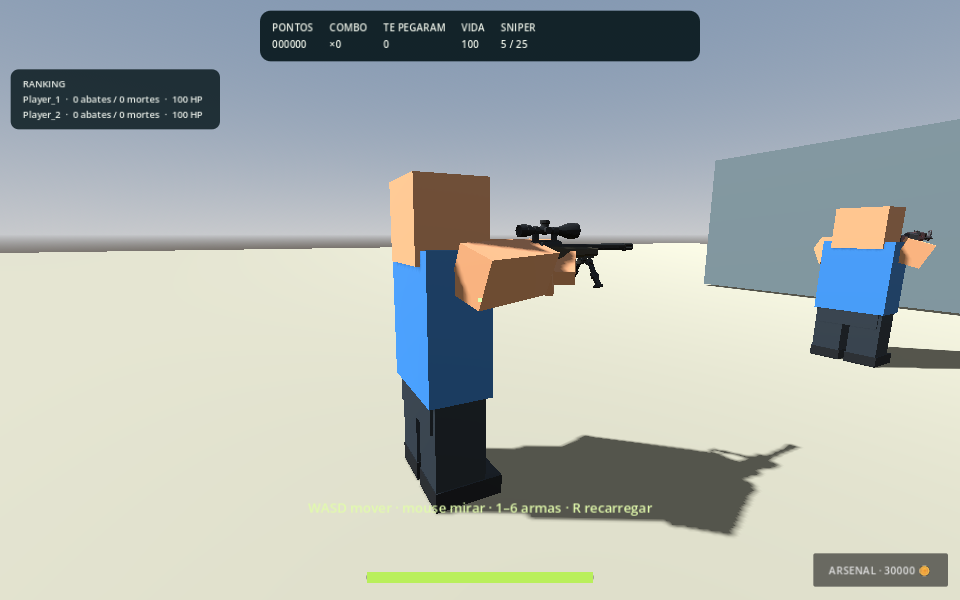 PONTOS COMBO TE PEGARAM VIDA SNIPER
000000 ×0 0 100 5 / 25
RANKING
Player_1 · 0 abates / 0 mortes · 100 HP
Player_2 · 0 abates / 0 mortes · 100 HP
WASD mover · mouse mirar · 1–6 armas · R recarregar
ARSENAL · 30000